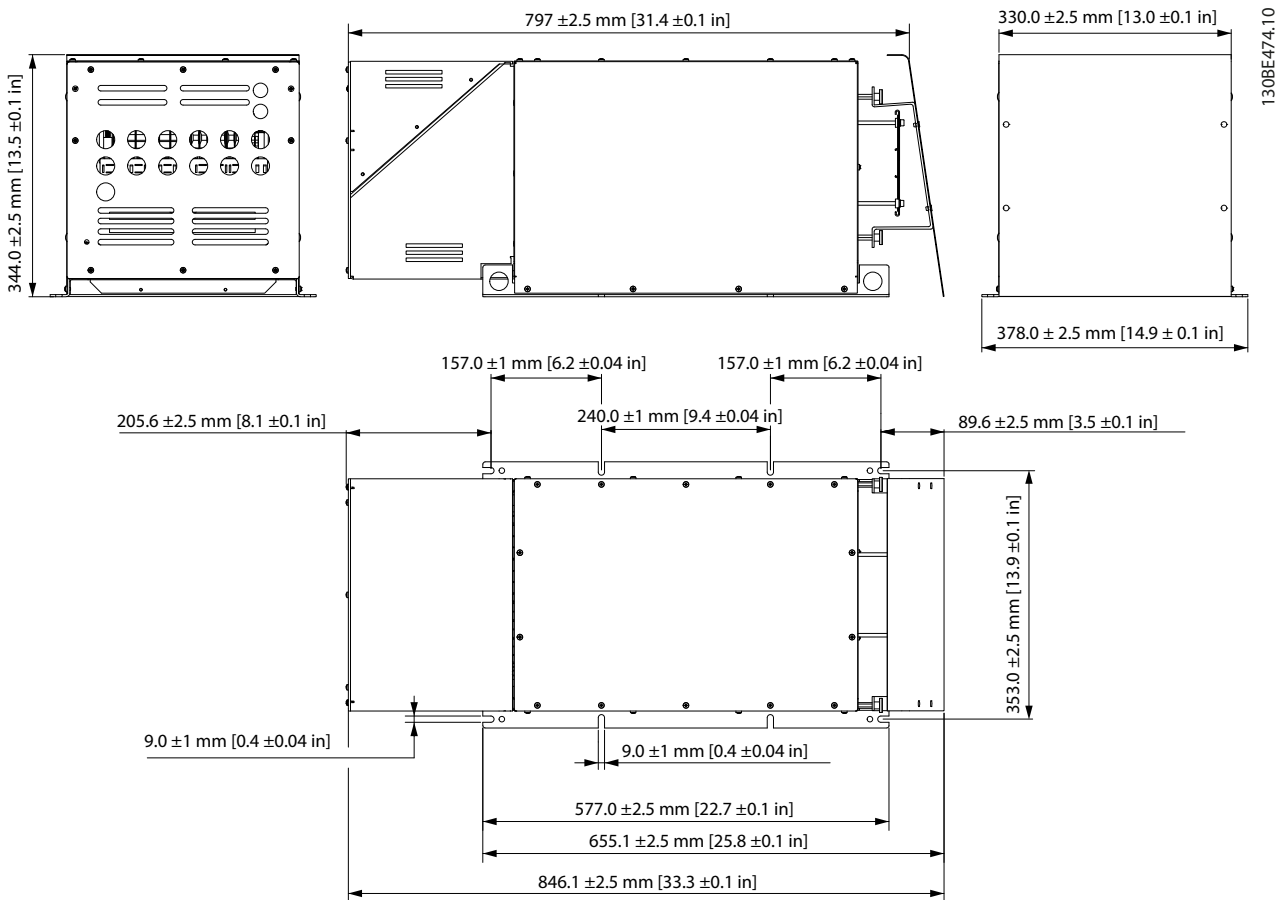 797 ±2.5 mm [31.4 ±0.1 in]
330.0 ±2.5 mm [13.0 ±0.1 in]
130BE474.10
344.0 ±2.5 mm [13.5 ±0.1 in]
378.0 ± 2.5 mm [14.9 ± 0.1 in]
157.0 ±1 mm [6.2 ±0.04 in]
157.0 ±1 mm [6.2 ±0.04 in]
205.6 ±2.5 mm [8.1 ±0.1 in]
240.0 ±1 mm [9.4 ±0.04 in]
89.6 ±2.5 mm [3.5 ±0.1 in]
353.0 ±2.5 mm [13.9 ±0.1 in]
9.0 ±1 mm [0.4 ±0.04 in]
9.0 ±1 mm [0.4 ±0.04 in]
577.0 ±2.5 mm [22.7 ±0.1 in]
655.1 ±2.5 mm [25.8 ±0.1 in]
846.1 ±2.5 mm [33.3 ±0.1 in]